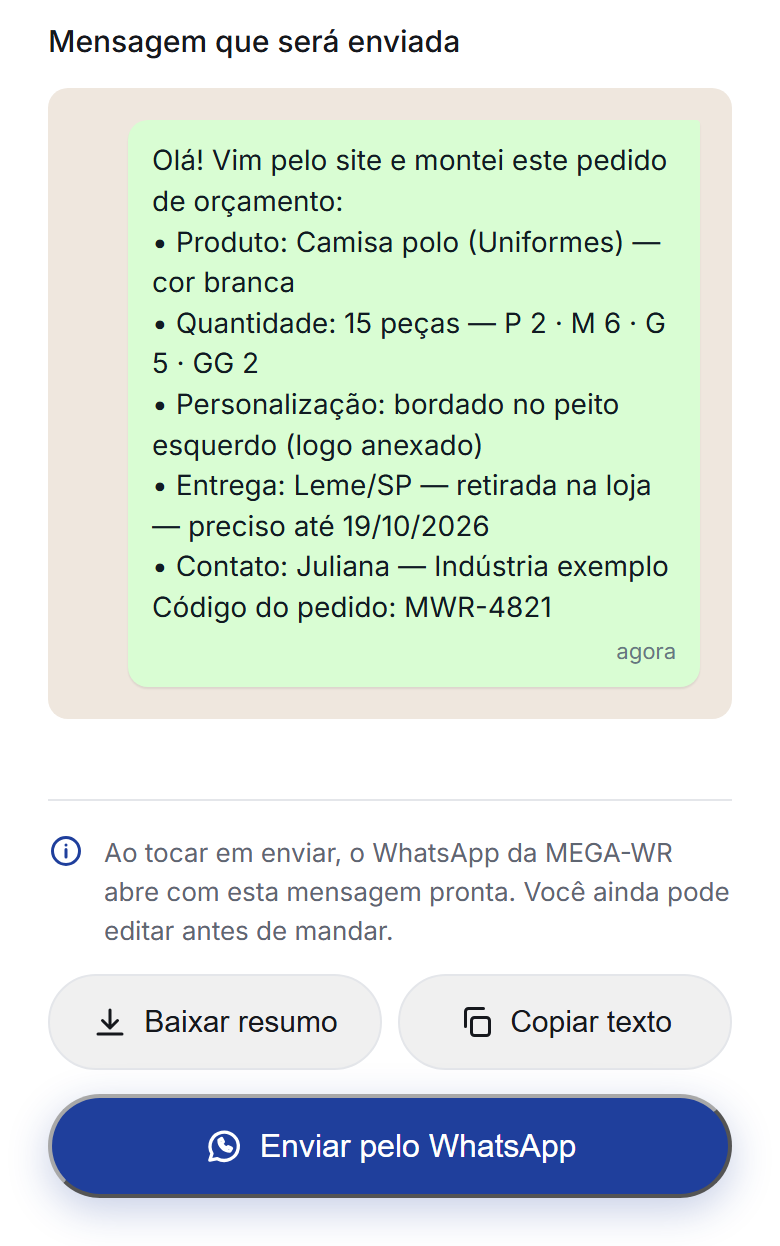 Mensagem que será enviada
Olá! Vim pelo site e montei este pedido
de orçamento:
• Produto: Camisa polo (Uniformes) —
cor branca
• Quantidade: 15 peças — P 2 · M 6 · G
5 · GG 2
• Personalização: bordado no peito
esquerdo (logo anexado)
• Entrega: Leme/SP — retirada na loja
— preciso até 19/10/2026
• Contato: Juliana — Indústria exemplo
Código do pedido: MWR-4821
agora
Ao tocar em enviar, o WhatsApp da MEGA-WR
abre com esta mensagem pronta. Você ainda pode
editar antes de mandar.
Baixar resumo
Copiar texto
Enviar pelo WhatsApp